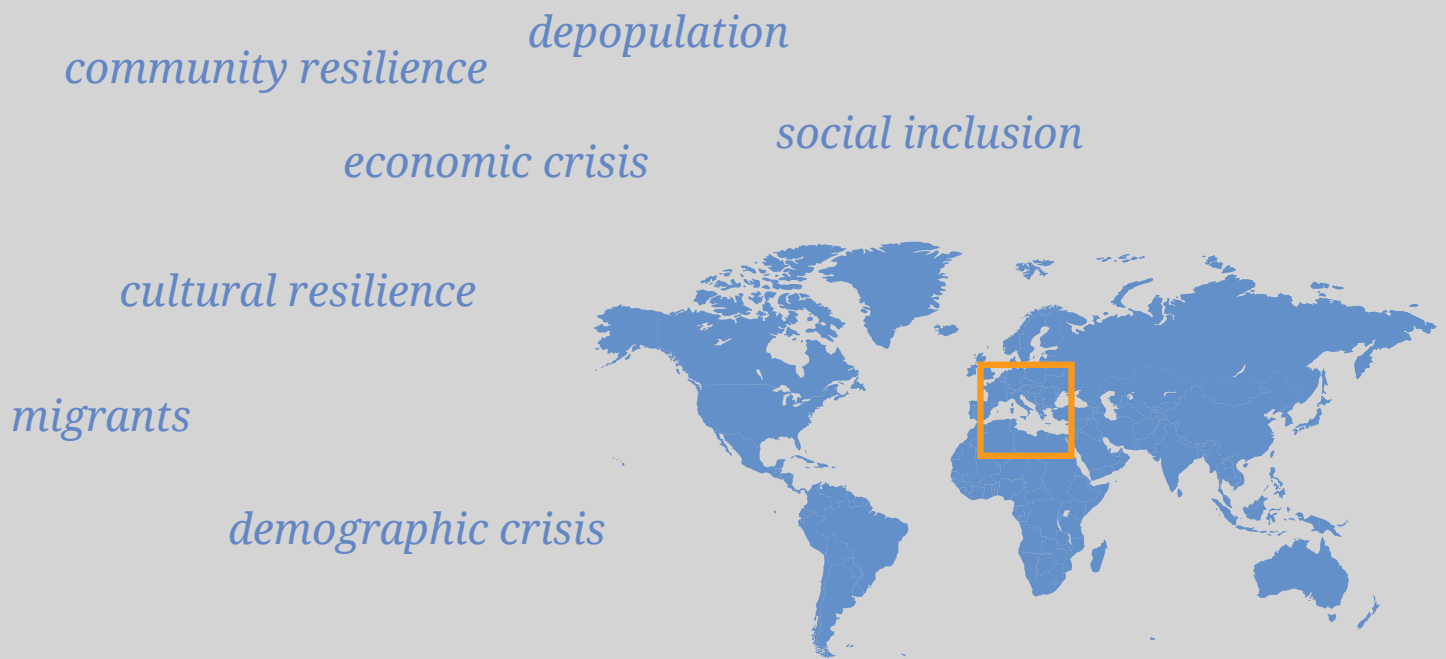 depopulation
community resilience
social inclusion
economic crisis
cultural resilience
migrants
demographic crisis